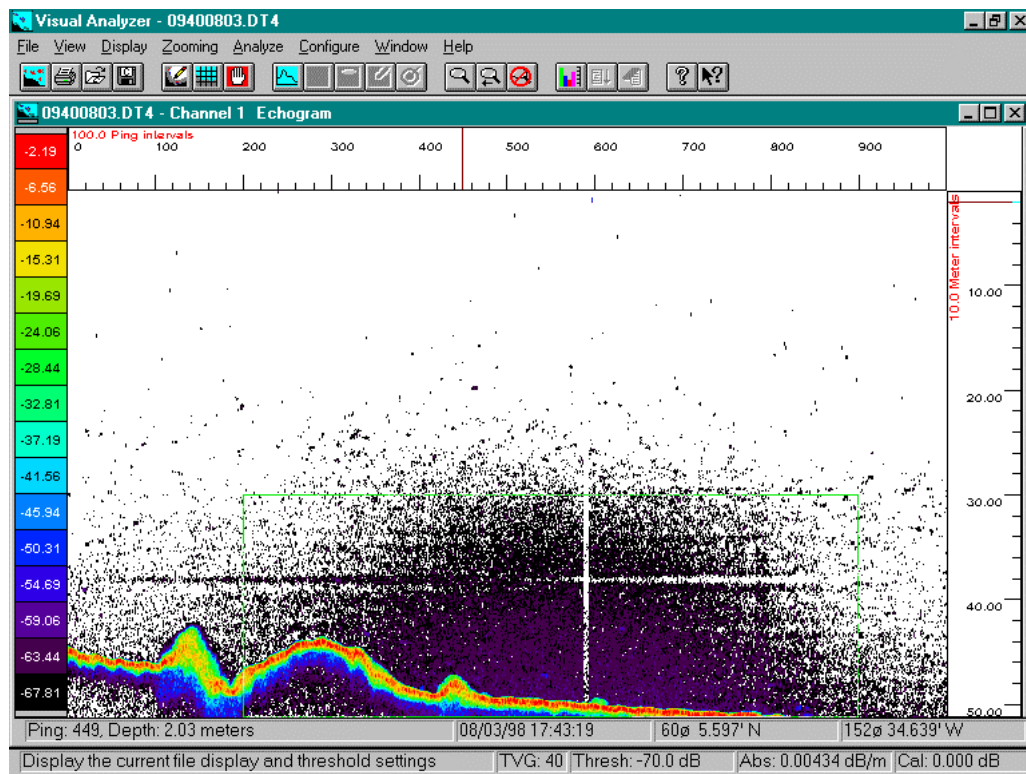 Visual Analyzer - 09400803.DT4
File View Display Zooming Analyze Configure Window Help
09400803.DT4 - Channel 1 Echogram
100.0 Ping intervals
0 100 200 300 400 500 600 700 800 900
-2.19
-6.56
-10.94
-15.31
-19.69
-24.06
-28.44
-32.81
-37.19
-41.56
-45.94
-50.31
-54.69
-59.06
-63.44
-67.81
10.0 Meter intervals
10.00
20.00
30.00
40.00
50.00
Ping: 449, Depth: 2.03 meters 08/03/98 17:43:19 60ø 5.597' N 152ø 34.639' W
Display the current file display and threshold settings TVG: 40 Thresh: -70.0 dB Abs: 0.00434 dB/m Cal: 0.000 dB